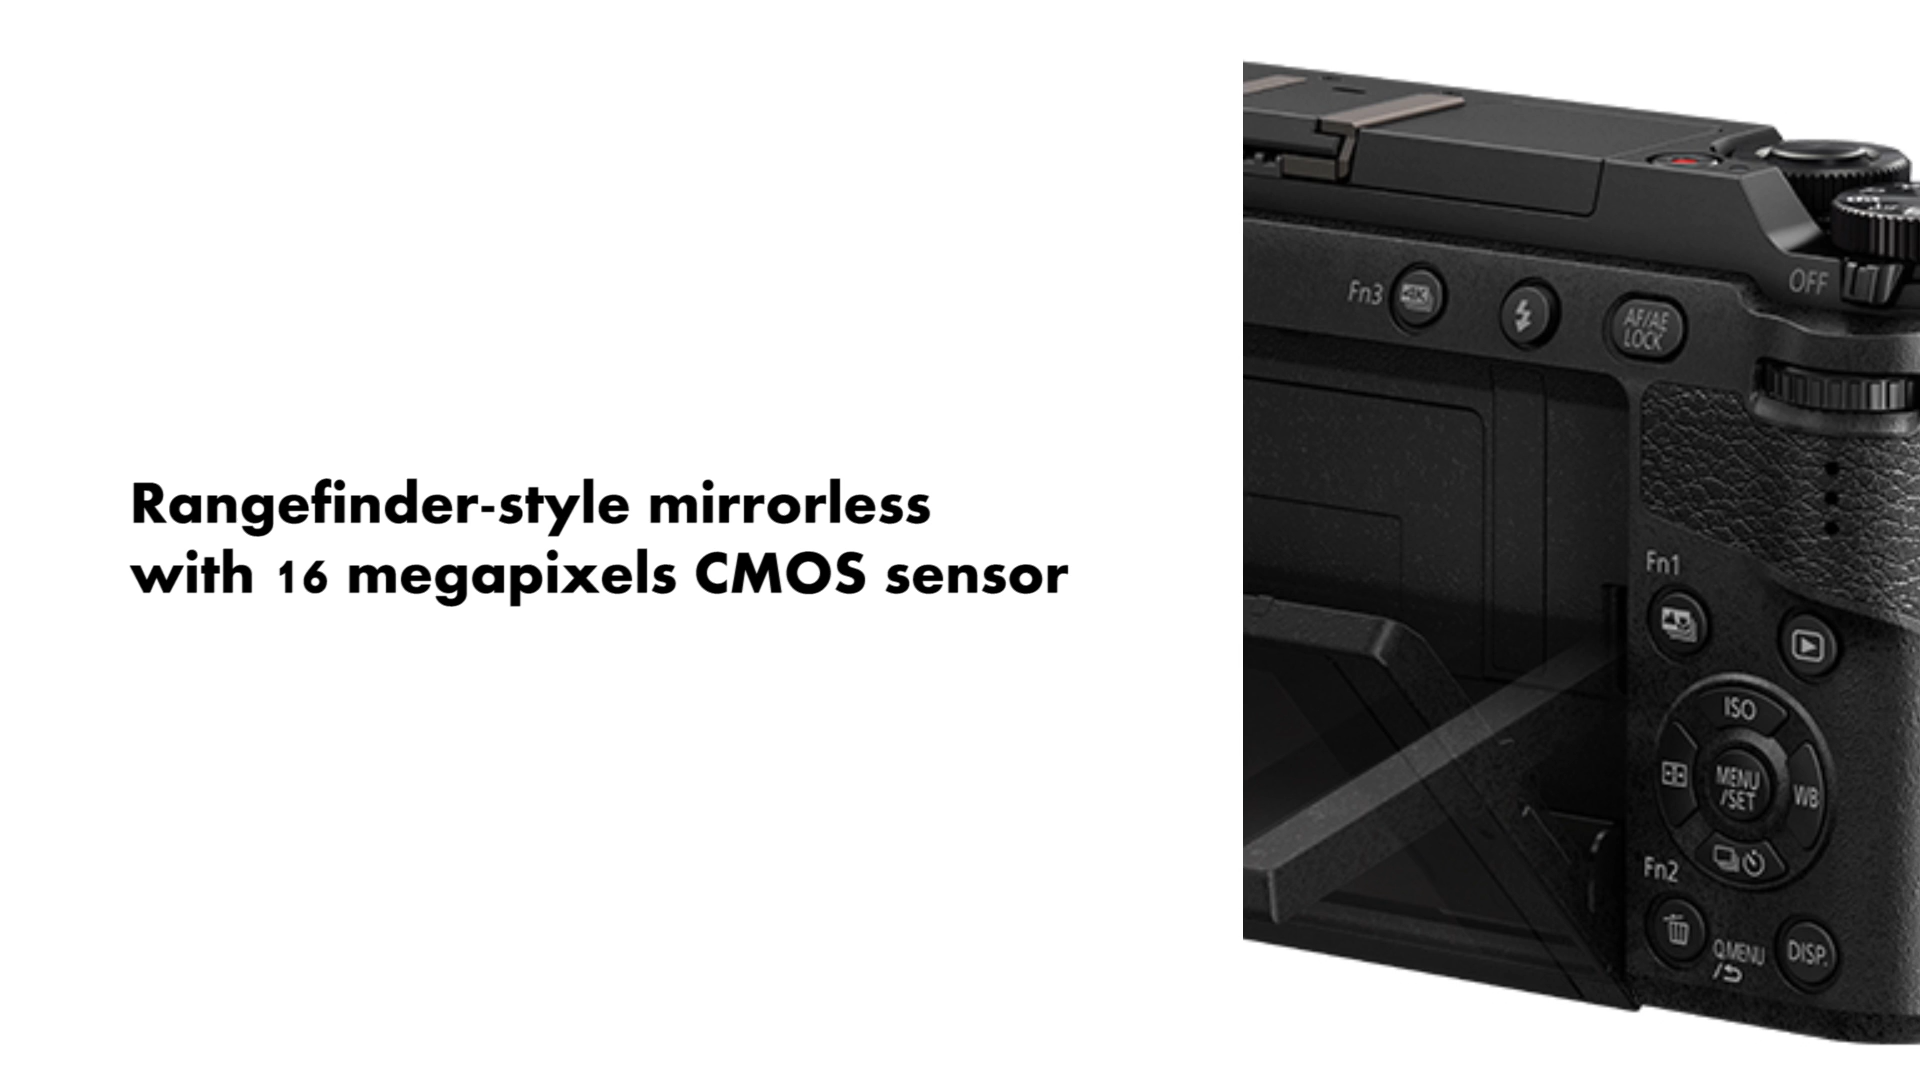 Rangefinder-style mirrorless
with 16 megapixels CMOS sensor
OFF
Fn3
4K
AF/AE
LOCK
Fn1
ISO
MENU
/SET
WB
Fn2
Q.MENU
DISP.